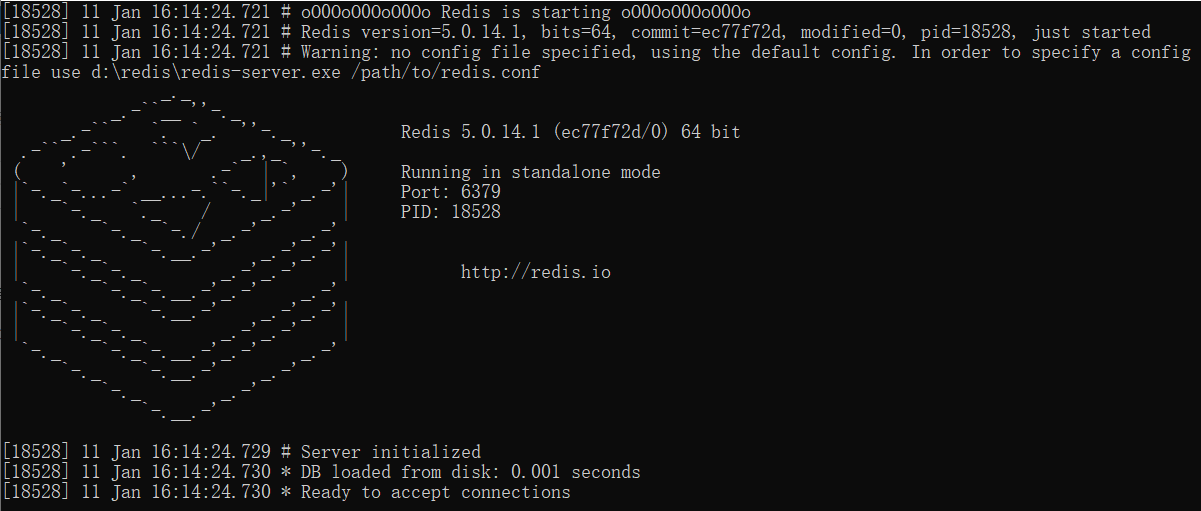 [18528] 11 Jan 16:14:24.721 # oO0OoO0OoO0Oo Redis is starting oO0OoO0OoO0Oo
[18528] 11 Jan 16:14:24.721 # Redis version=5.0.14.1, bits=64, commit=ec77f72d, modified=0, pid=18528, just started
[18528] 11 Jan 16:14:24.721 # Warning: no config file specified, using the default config. In order to specify a config
file use d:\redis\redis-server.exe /path/to/redis.conf
Redis 5.0.14.1 (ec77f72d/0) 64 bit
Running in standalone mode
Port: 6379
PID: 18528
http://redis.io
[18528] 11 Jan 16:14:24.729 # Server initialized
[18528] 11 Jan 16:14:24.730 * DB loaded from disk: 0.001 seconds
[18528] 11 Jan 16:14:24.730 * Ready to accept connections